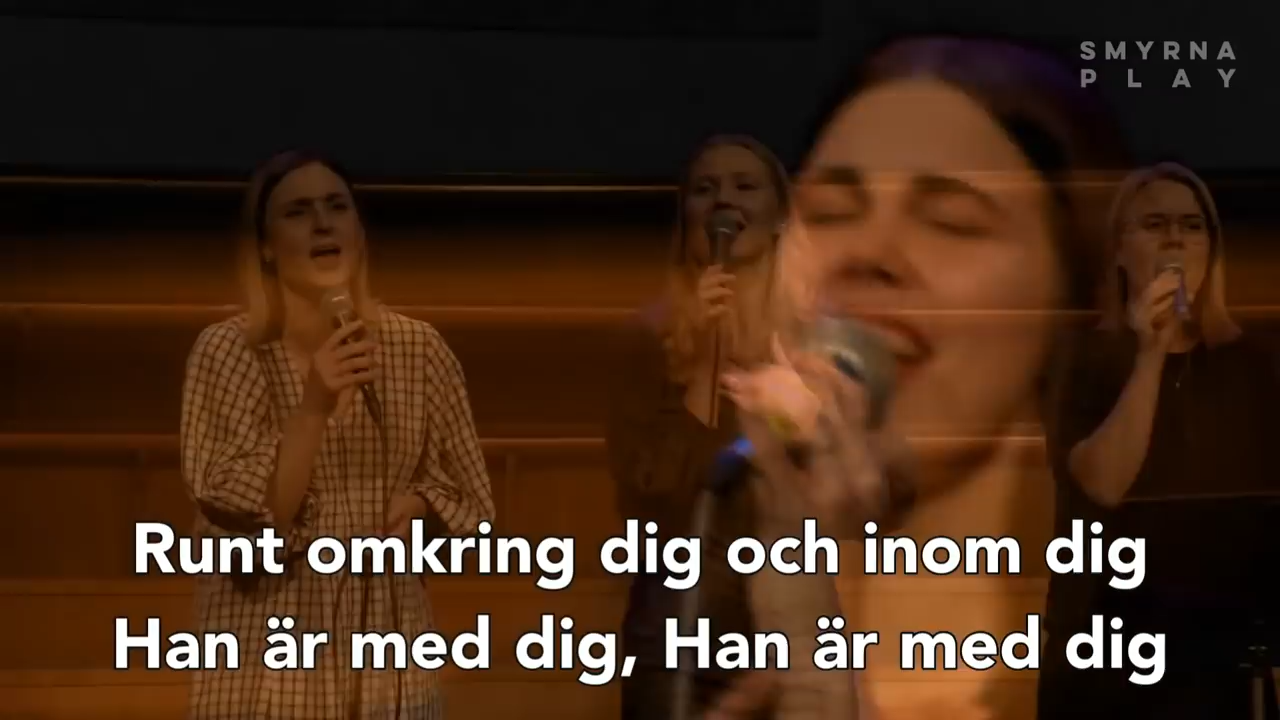 SMYRNA
PLAY
Runt omkring dig och inom dig
Han är med dig, Han är med dig